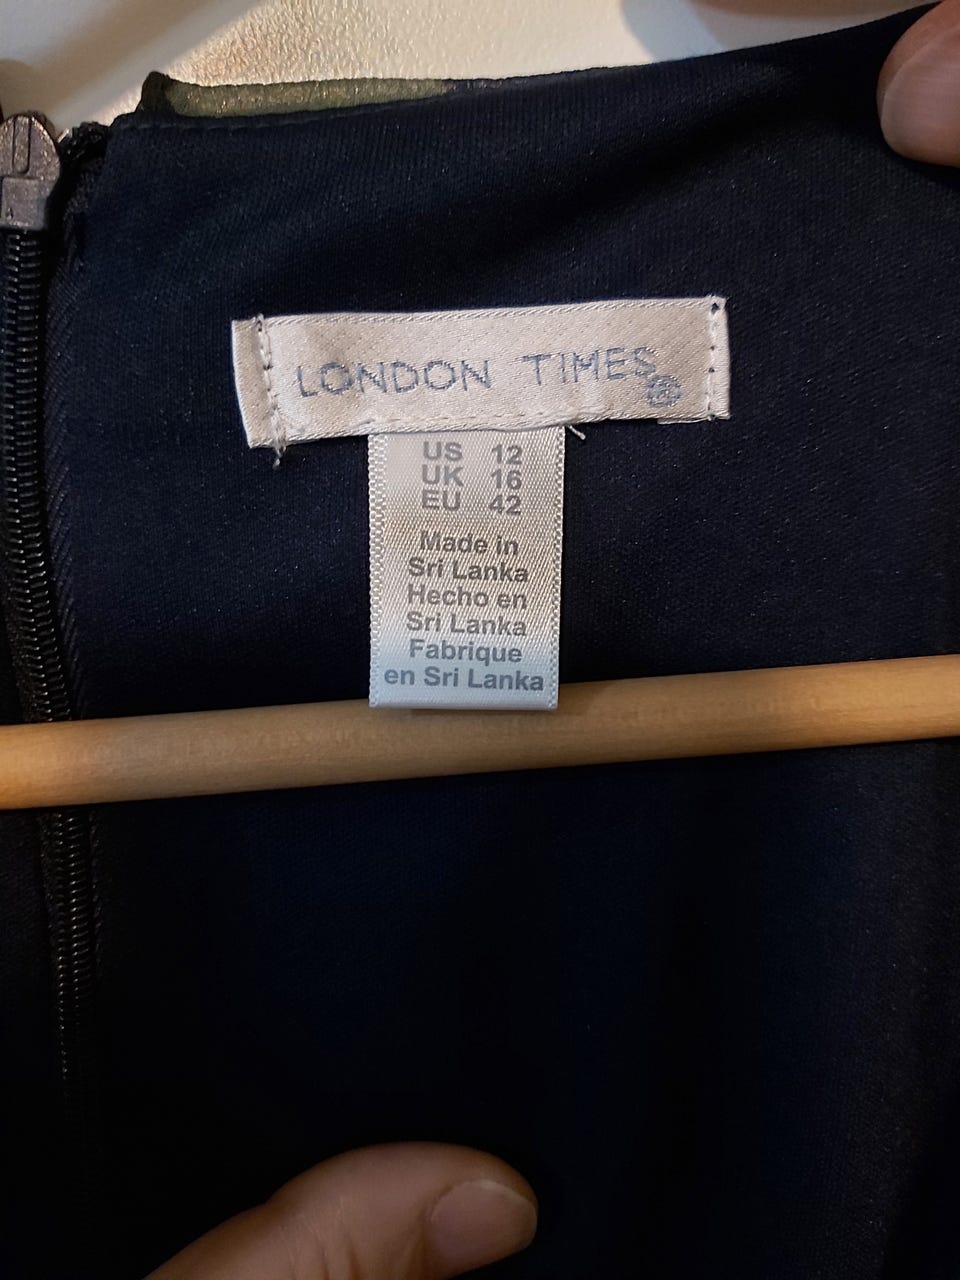 LONDON TIMES®
US 12
UK 16
EU 42
Made in
Sri Lanka
Hecho en
Sri Lanka
Fabrique
en Sri Lanka